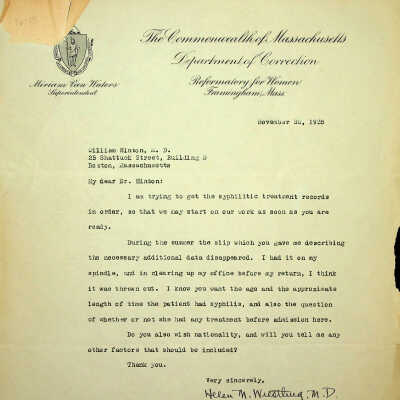 The Commonwealth of Massachusetts
Department of Correction
Reformatory for Women
Framingham, Mass
Miriam Van Waters
Superintendent
William Hinton, M. D.
25 Shattuck Street, Building D
Boston, Massachusetts
My dear Dr. Hinton:
I am trying to get the syphilitic treatment records
in order, so that we may start on our work as soon as you are
ready.
During the summer the slip which you gave me describing
the necessary additional data disappeared. I had it on my
spindle, and in clearing up my office before my return, I think
it was thrown out. I know you want the age and the approximate
length of time the patient had syphilis, and also the question
of whether or not she had any treatment before admission here.
Do you also wish nationality, and will you tell me any
other factors that should be included?
Thank you.
Very sincerely,
Helen M. M.D.